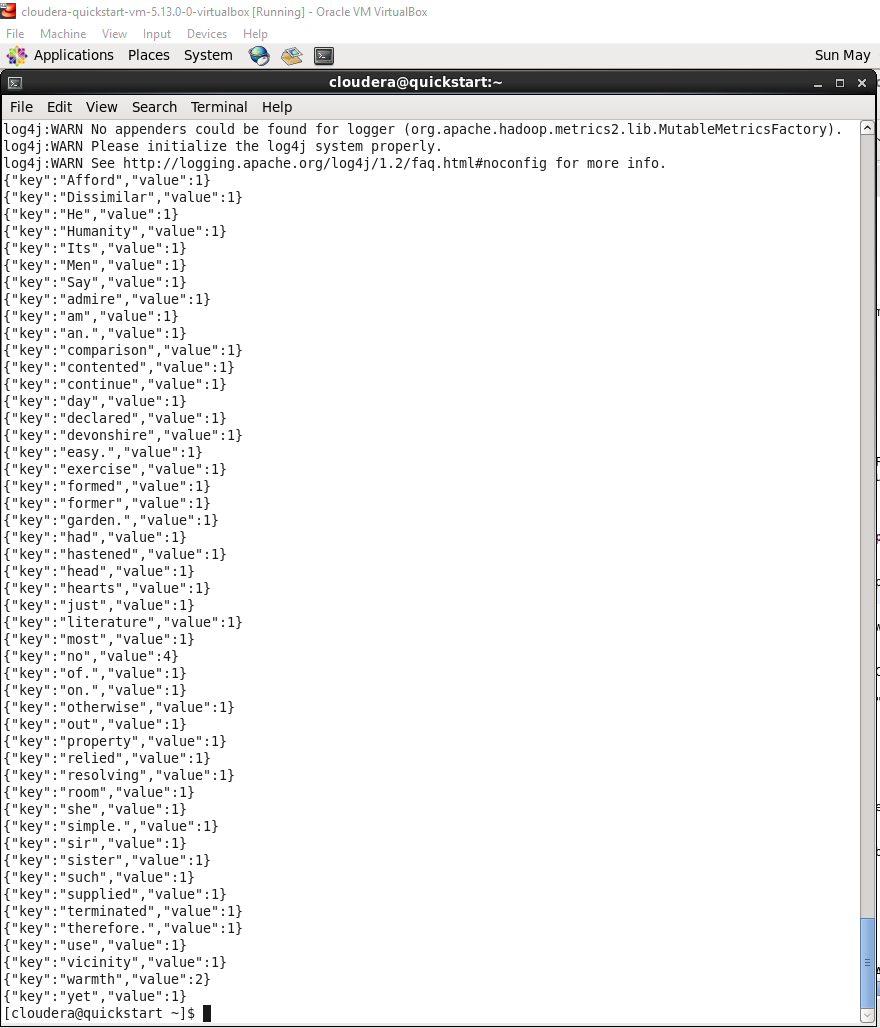 cloudera-quickstart-vm-5.13.0-0-virtualbox [Running] - Oracle VM VirtualBox
File Machine View Input Devices Help
Applications Places System Sun May
cloudera@quickstart:~
File Edit View Search Terminal Help
log4j:WARN No appenders could be found for logger (org.apache.hadoop.metrics2.lib.MutableMetricsFactory).
log4j:WARN Please initialize the log4j system properly.
log4j:WARN See http://logging.apache.org/log4j/1.2/faq.html#noconfig for more info.
{"key":"Afford","value":1}
{"key":"Dissimilar","value":1}
{"key":"He","value":1}
{"key":"Humanity","value":1}
{"key":"Its","value":1}
{"key":"Men","value":1}
{"key":"Say","value":1}
{"key":"admire","value":1}
{"key":"am","value":1}
{"key":"an.","value":1}
{"key":"comparison","value":1}
{"key":"contented","value":1}
{"key":"continue","value":1}
{"key":"day","value":1}
{"key":"declared","value":1}
{"key":"devonshire","value":1}
{"key":"easy.","value":1}
{"key":"exercise","value":1}
{"key":"formed","value":1}
{"key":"former","value":1}
{"key":"garden.","value":1}
{"key":"had","value":1}
{"key":"hastened","value":1}
{"key":"head","value":1}
{"key":"hearts","value":1}
{"key":"just","value":1}
{"key":"literature","value":1}
{"key":"most","value":1}
{"key":"no","value":4}
{"key":"of.","value":1}
{"key":"on.","value":1}
{"key":"otherwise","value":1}
{"key":"out","value":1}
{"key":"property","value":1}
{"key":"relied","value":1}
{"key":"resolving","value":1}
{"key":"room","value":1}
{"key":"she","value":1}
{"key":"simple.","value":1}
{"key":"sir","value":1}
{"key":"sister","value":1}
{"key":"such","value":1}
{"key":"supplied","value":1}
{"key":"terminated","value":1}
{"key":"therefore.","value":1}
{"key":"use","value":1}
{"key":"vicinity","value":1}
{"key":"warmth","value":2}
{"key":"yet","value":1}
[cloudera@quickstart ~]$